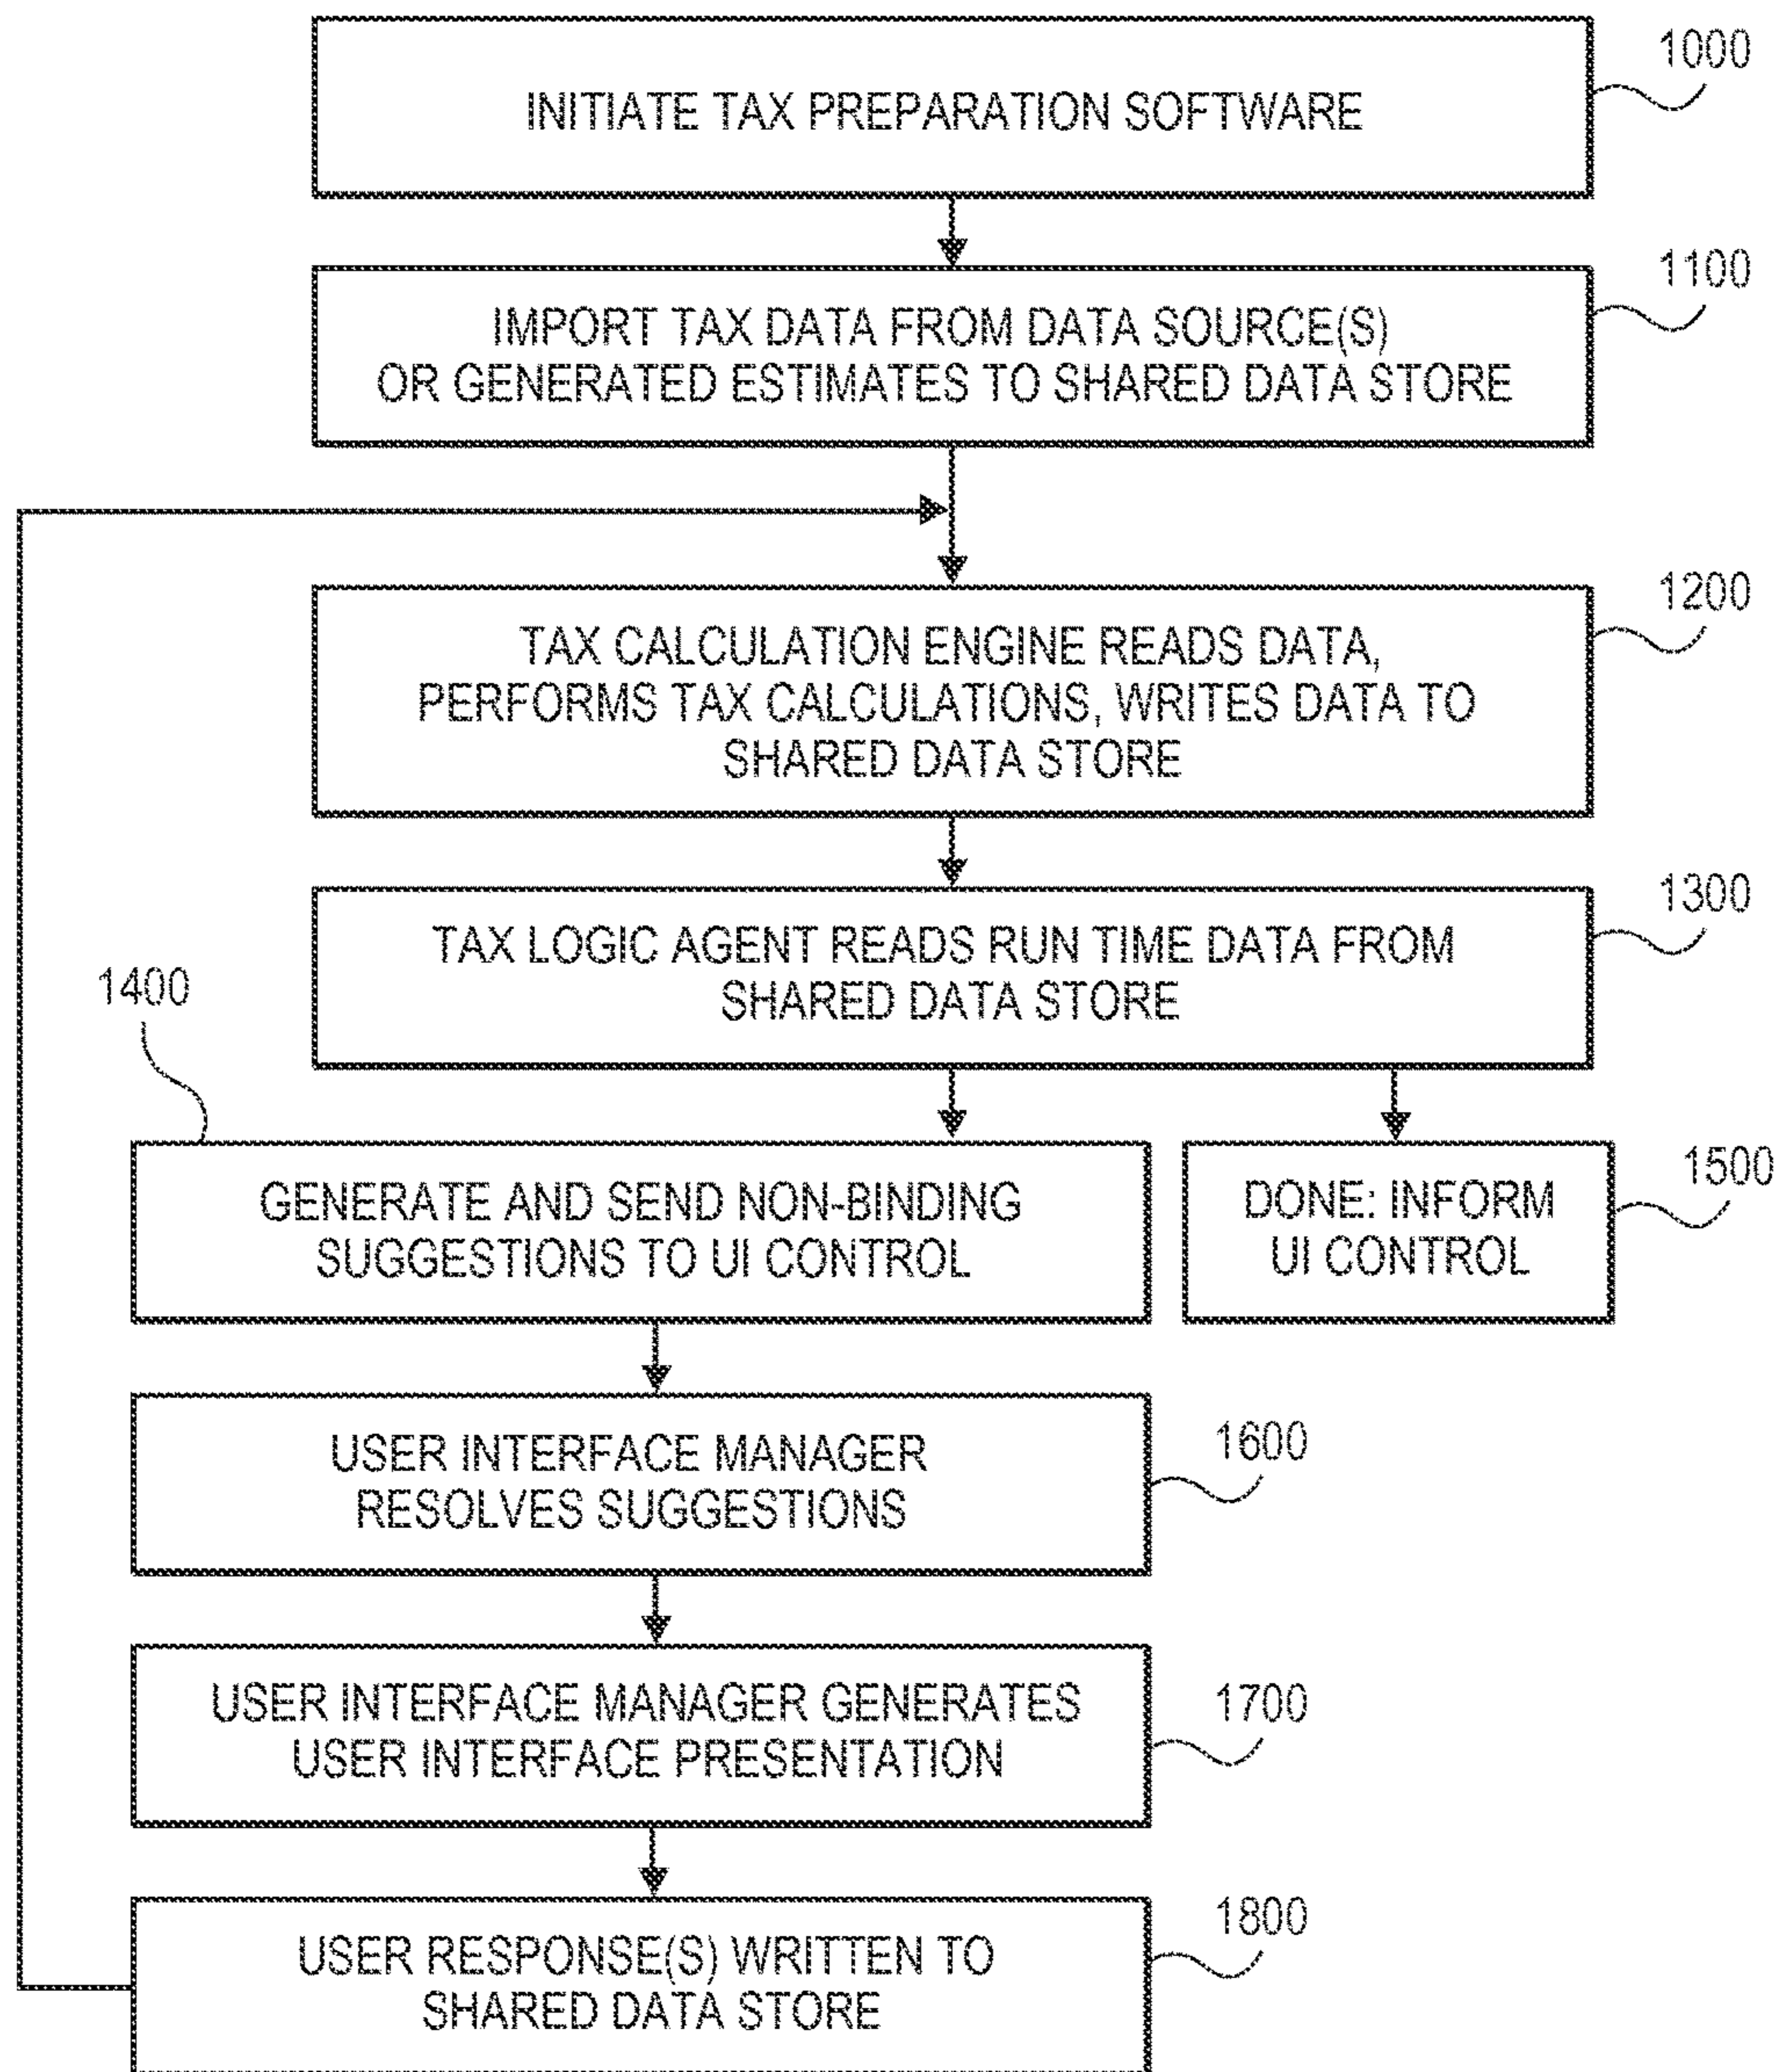 1000
INITIATE TAX PREPARATION SOFTWARE
1100
IMPORT TAX DATA FROM DATA SOURCE(S)
OR GENERATED ESTIMATES TO SHARED DATA STORE
1200
TAX CALCULATION ENGINE READS DATA,
PERFORMS TAX CALCULATIONS, WRITES DATA TO
SHARED DATA STORE
1300
TAX LOGIC AGENT READS RUN TIME DATA FROM
SHARED DATA STORE
1400
GENERATE AND SEND NON-BINDING
SUGGESTIONS TO UI CONTROL
1500
DONE: INFORM
UI CONTROL
1600
USER INTERFACE MANAGER
RESOLVES SUGGESTIONS
1700
USER INTERFACE MANAGER GENERATES
USER INTERFACE PRESENTATION
1800
USER RESPONSE(S) WRITTEN TO
SHARED DATA STORE